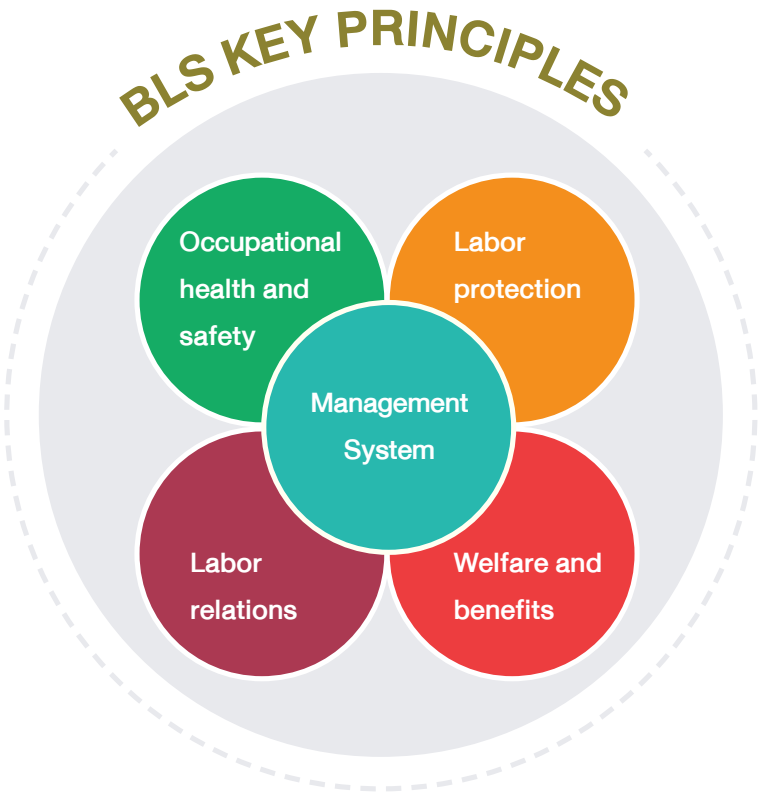 BLS KEY PRINCIPLES
Occupational
health and
safety
Labor
protection
Management
System
Labor
relations
Welfare and
benefits